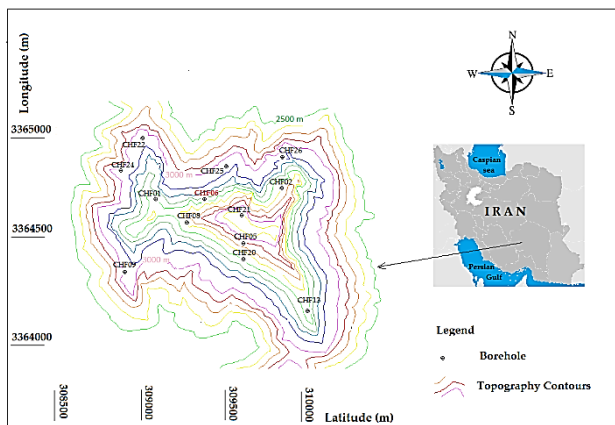 Longitude (m)
3365000
3364500
3364000
308500
309000
309500
310000
Latitude (m)
2500 m
3000 m
3000 m
CHF22
CHF24
CHF25
CHF26
CHF01
CHF06
CHF02
CHF08
CHF21
CHF05
CHF20
CHF09
CHF13
N
W
E
S
Caspian
sea
IRAN
Persian
Gulf
Legend
Borehole
Topography Contours